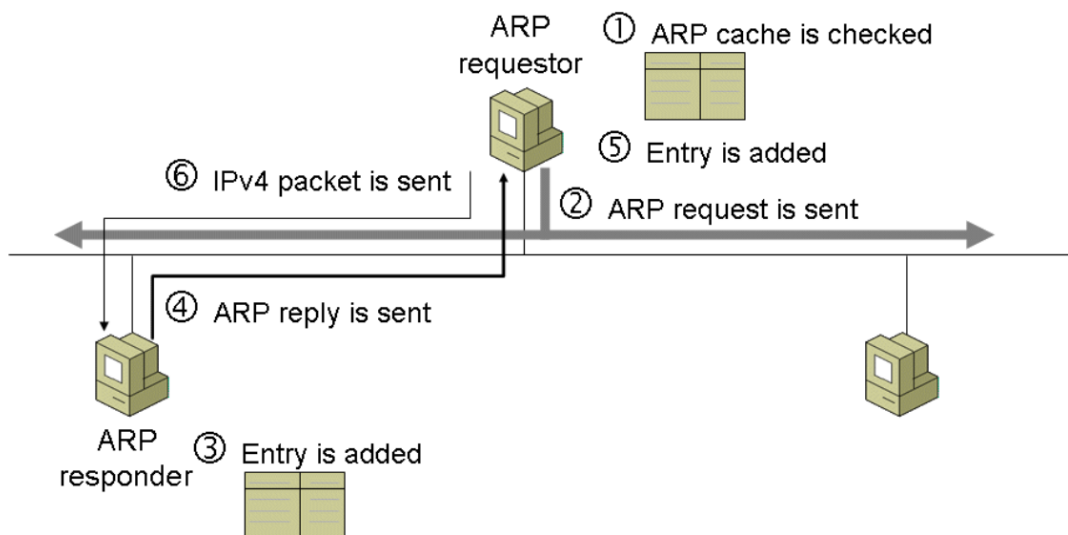 ARP
requestor
① ARP cache is checked
⑤ Entry is added
⑥ IPv4 packet is sent
② ARP request is sent
④ ARP reply is sent
ARP
responder
③ Entry is added